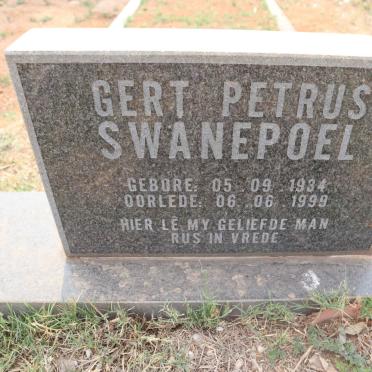 GERT PETRUS
SWANEPOEL
GEBORE: 05 .09 .1934
OORLEDE: 06 .06 .1999
HIER LÊ MY GELIEFDE MAN
RUS IN VREDE